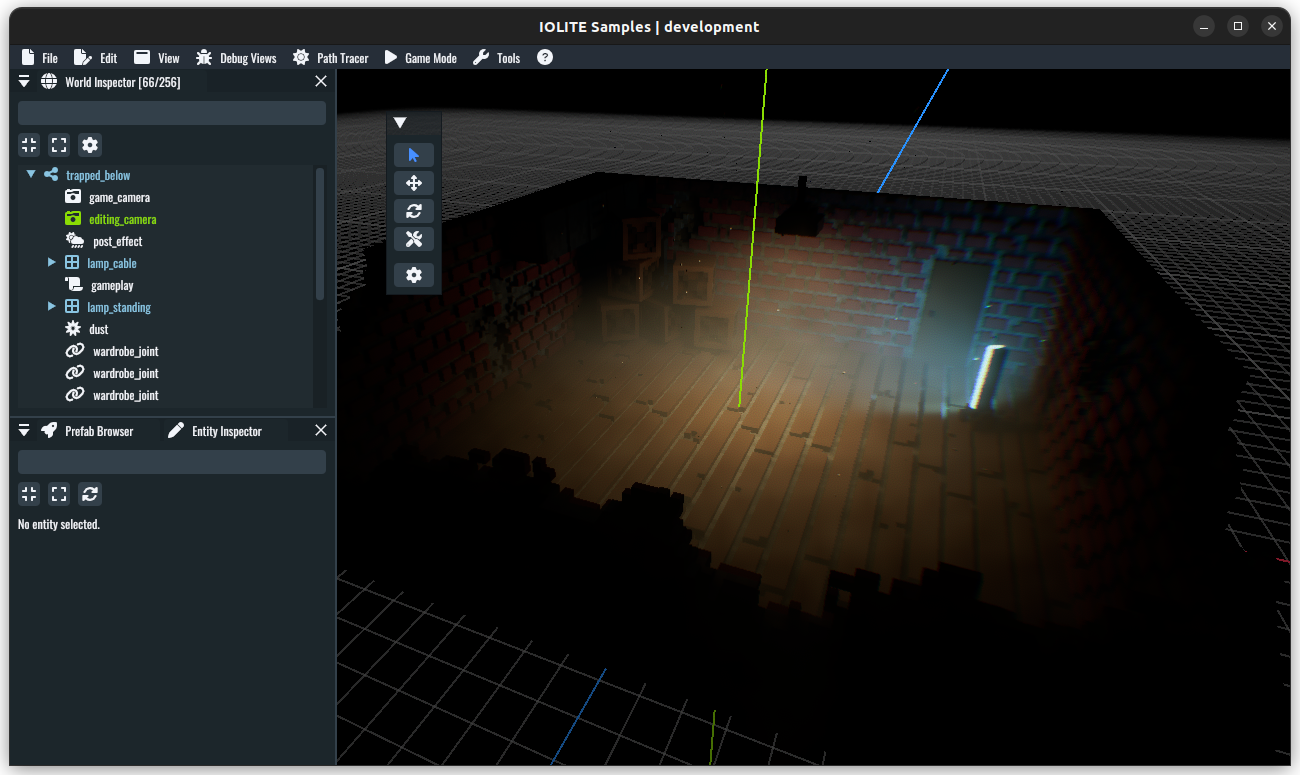 IOLITE Samples | development
File Edit View Debug Views Path Tracer Game Mode Tools ?
World Inspector [66/256]
trapped_below
game_camera
editing_camera
post_effect
lamp_cable
gameplay
lamp_standing
dust
wardrobe_joint
wardrobe_joint
wardrobe_joint
Prefab Browser Entity Inspector
No entity selected.